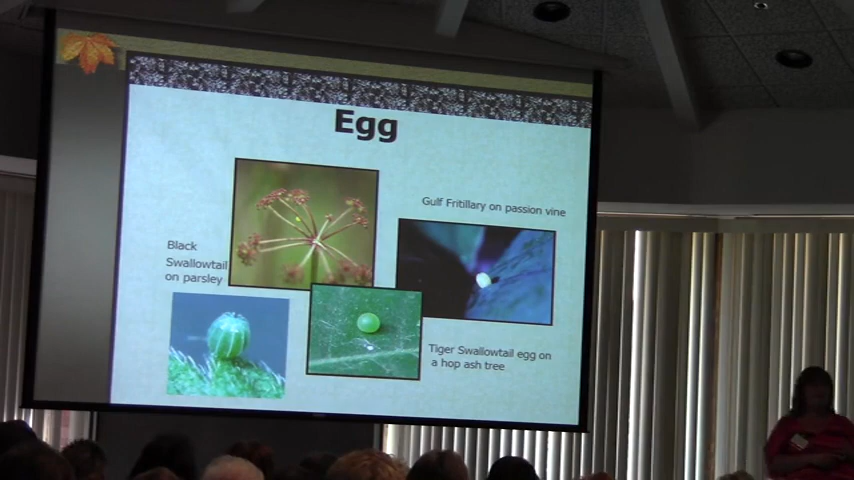 Egg
Gulf Fritillary on passion vine
Black
Swallowtail
on parsley
Tiger Swallowtail egg on
a hop ash tree